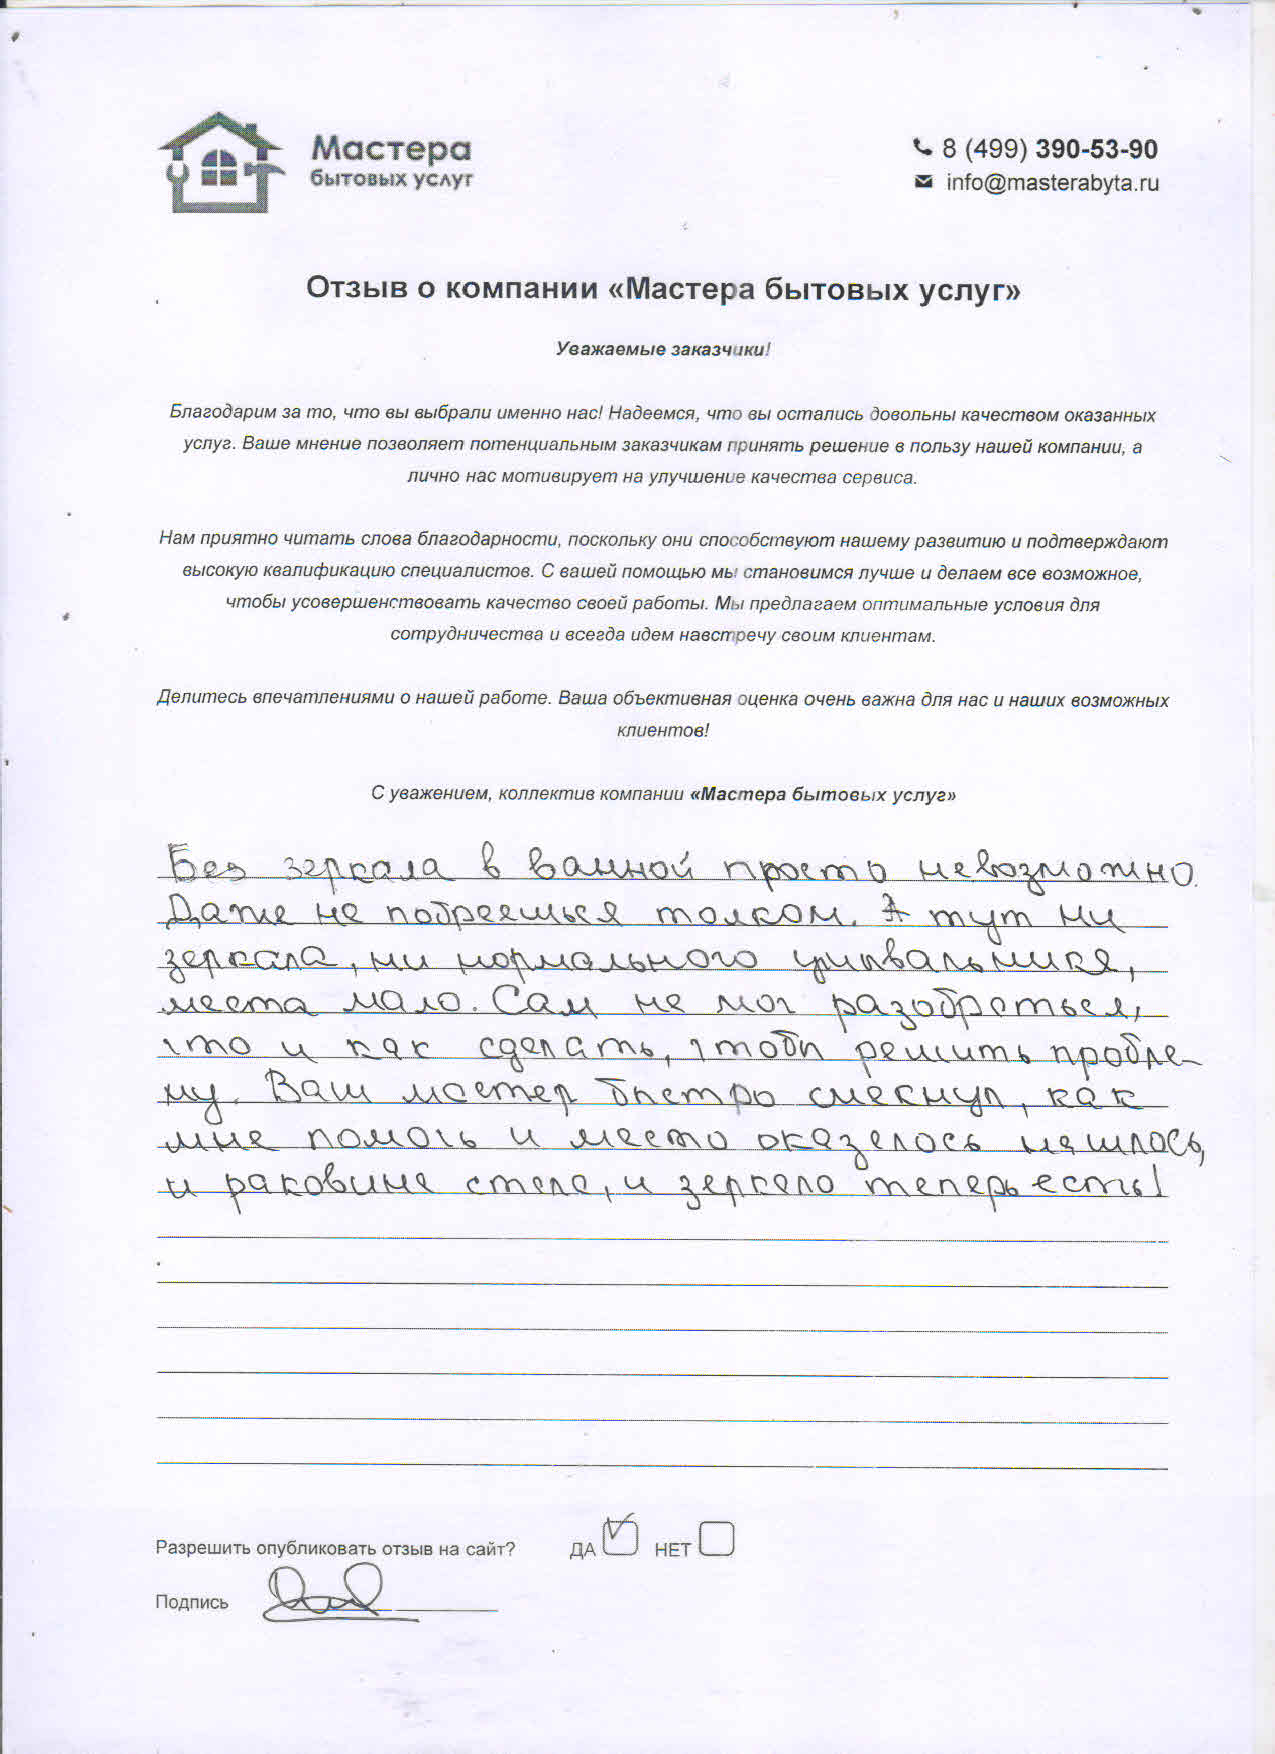 Мастера
бытовых услуг
8 (499) 390-53-90
info@masterabyta.ru
Отзыв о компании «Мастера бытовых услуг»
Уважаемые заказчики!
Благодарим за то, что вы выбрали именно нас! Надеемся, что вы остались довольны качеством оказанных
услуг. Ваше мнение позволяет потенциальным заказчикам принять решение в пользу нашей компании, а
лично нас мотивирует на улучшение качества сервиса.
Нам приятно читать слова благодарности, поскольку они способствуют нашему развитию и подтверждают
высокую квалификацию специалистов. С вашей помощью мы становимся лучше и делаем все возможное,
чтобы усовершенствовать качество своей работы. Мы предлагаем оптимальные условия для
сотрудничества и всегда идем навстречу своим клиентам.
Делитесь впечатлениями о нашей работе. Ваша объективная оценка очень важна для нас и наших возможных
клиентов!
С уважением, коллектив компании «Мастера бытовых услуг»
Без зеркала в ванной просто невозможно.
Даже не побреешься толком. А тут ни
зеркала, ни нормального умывальника,
места мало. Сам не мог разобраться,
что и как сделать, чтобы решить пробле-
му. Ваш мастер быстро смекнул, как
мне помочь и место оказалось нашлось,
и раковина стала, и зеркало теперь есть!
Разрешить опубликовать отзыв на сайт? ДА НЕТ
Подпись